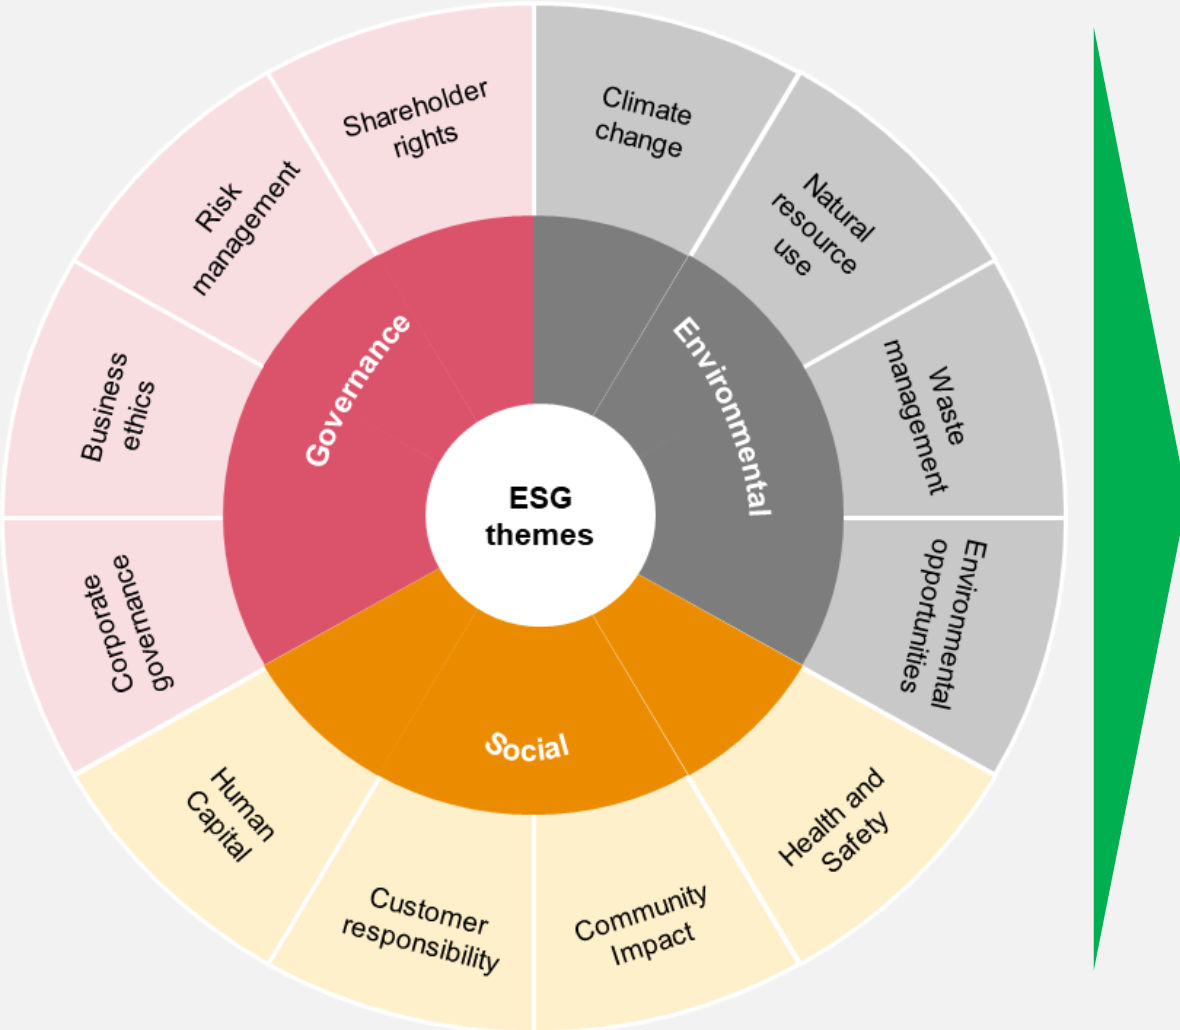 ESG
themes
Environmental
Social
Governance
Climate
change
Natural
resource
use
Waste
management
Environmental
opportunities
Health and
Safety
Community
Impact
Customer
responsibility
Human
Capital
Corporate
governance
Business
ethics
Risk
management
Shareholder
rights